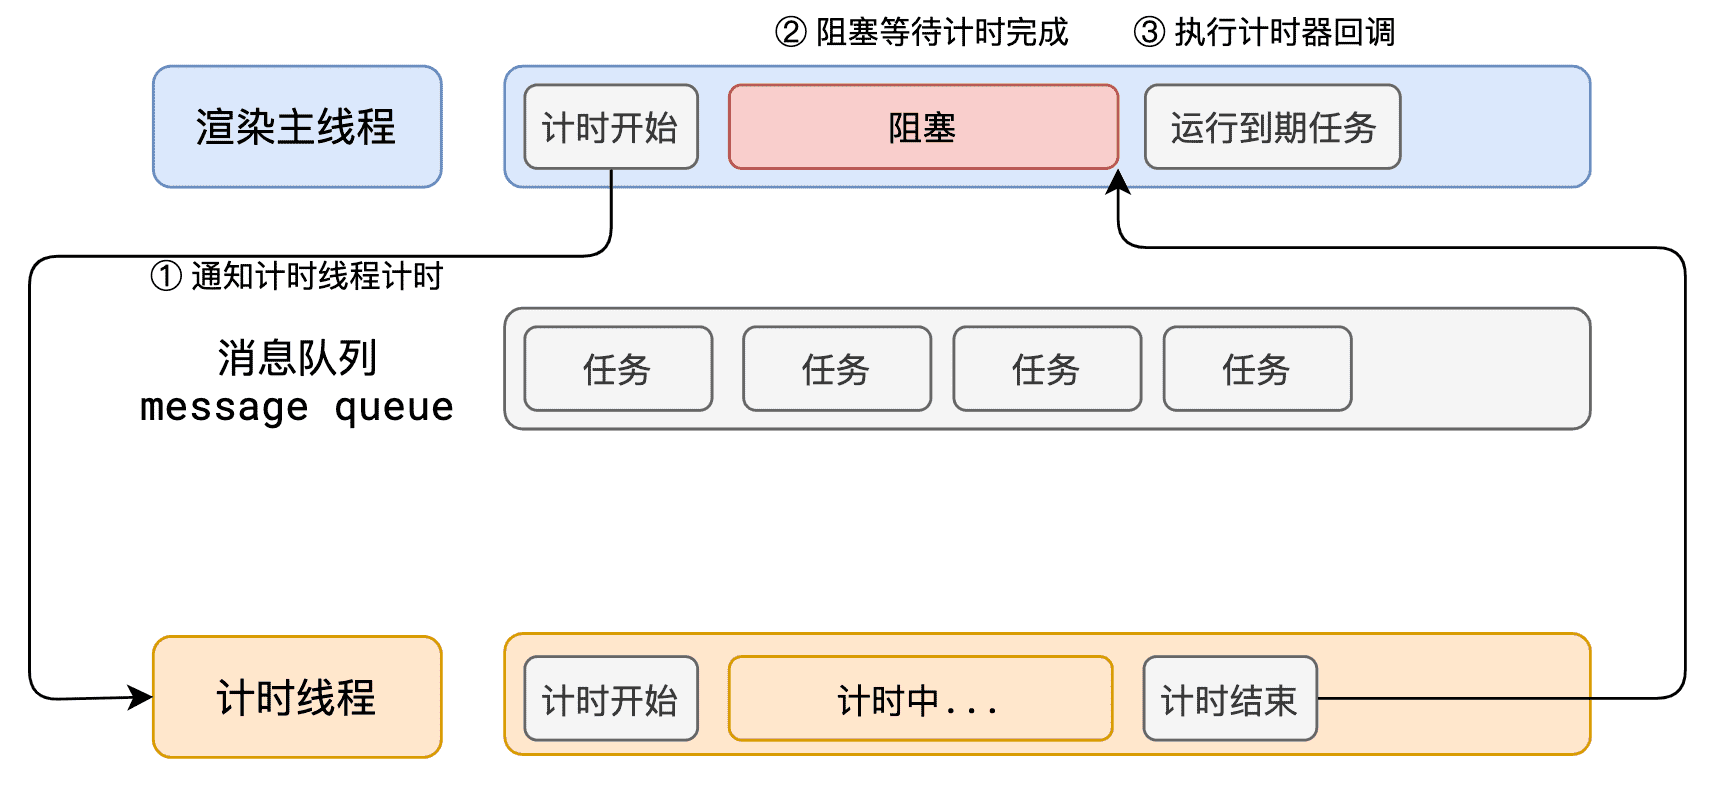 ② 阻塞等待计时完成
③ 执行计时器回调
渲染主线程
计时开始
阻塞
运行到期任务
① 通知计时线程计时
消息队列
message queue
任务
任务
任务
任务
计时线程
计时开始
计时中...
计时结束